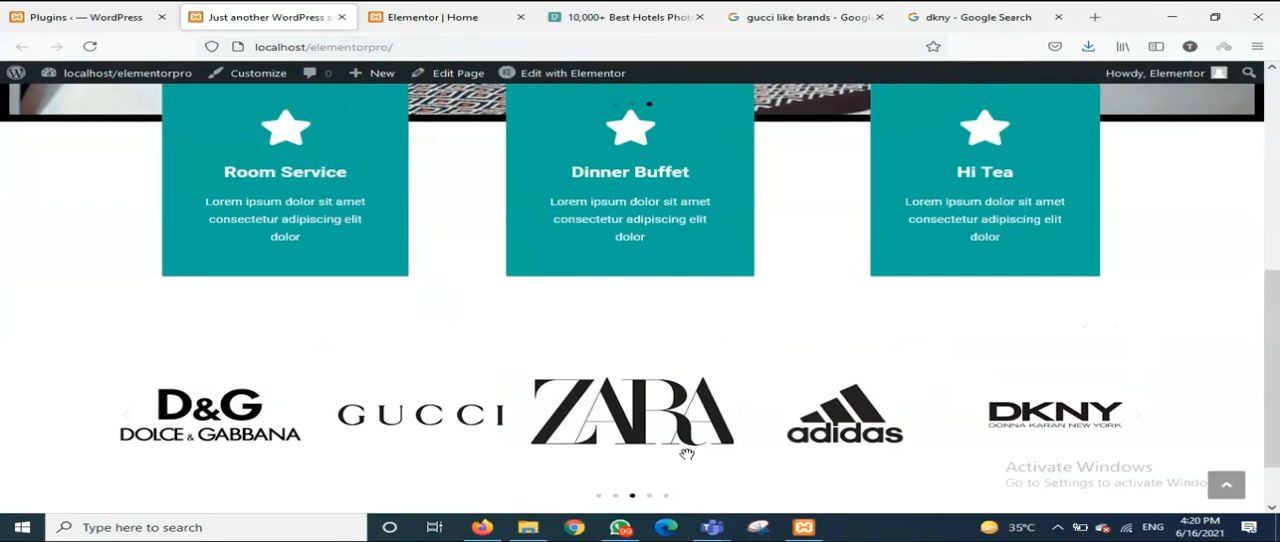 Plugins ‹ — WordPress
Just another WordPress s
Elementor | Home
10,000+ Best Hotels Phot
gucci like brands - Googl
dkny - Google Search
localhost/elementorpro/
localhost/elementorpro
Customize
0
New
Edit Page
Edit with Elementor
Howdy, Elementor
Room Service
Lorem ipsum dolor sit amet
consectetur adipiscing elit
dolor
Dinner Buffet
Lorem ipsum dolor sit amet
consectetur adipiscing elit
dolor
Hi Tea
Lorem ipsum dolor sit amet
consectetur adipiscing elit
dolor
D&G
DOLCE & GABBANA
GUCCI
ZARA
adidas
DKNY
DONNA KARAN NEW YORK
Activate Windows
Go to Settings to activate Windo
Type here to search
99
35°C
ENG
4:20 PM
6/16/2021